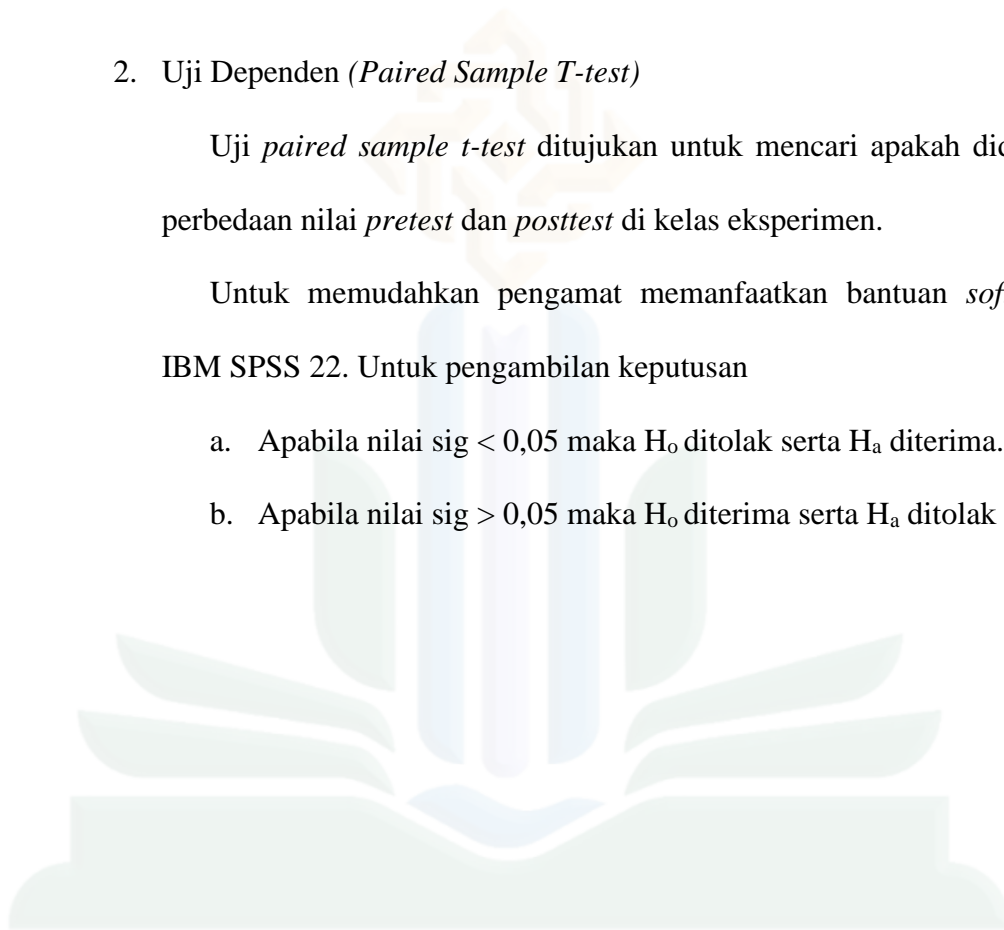 2. Uji Dependen (Paired Sample T-test)
Uji paired sample t-test ditujukan untuk mencari apakah
perbedaan nilai pretest dan posttest di kelas eksperimen.
Untuk memudahkan pengamat memanfaatkan bantuan
IBM SPSS 22. Untuk pengambilan keputusan
a. Apabila nilai sig < 0,05 maka Ho ditolak serta Ha diterima.
b. Apabila nilai sig > 0,05 maka Ho diterima serta Ha ditolak